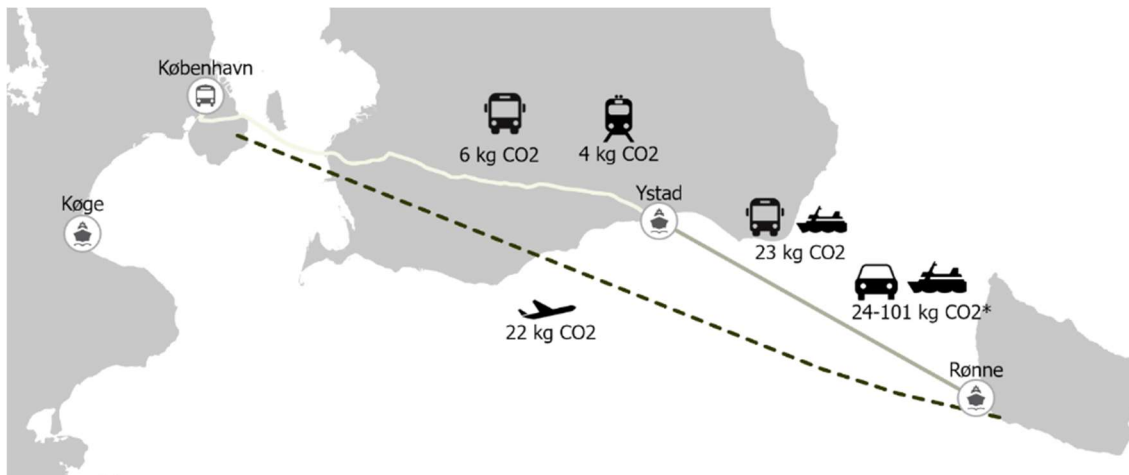 København
6 kg CO2
4 kg CO2
Køge
Ystad
23 kg CO2
24-101 kg CO2*
22 kg CO2
Rønne